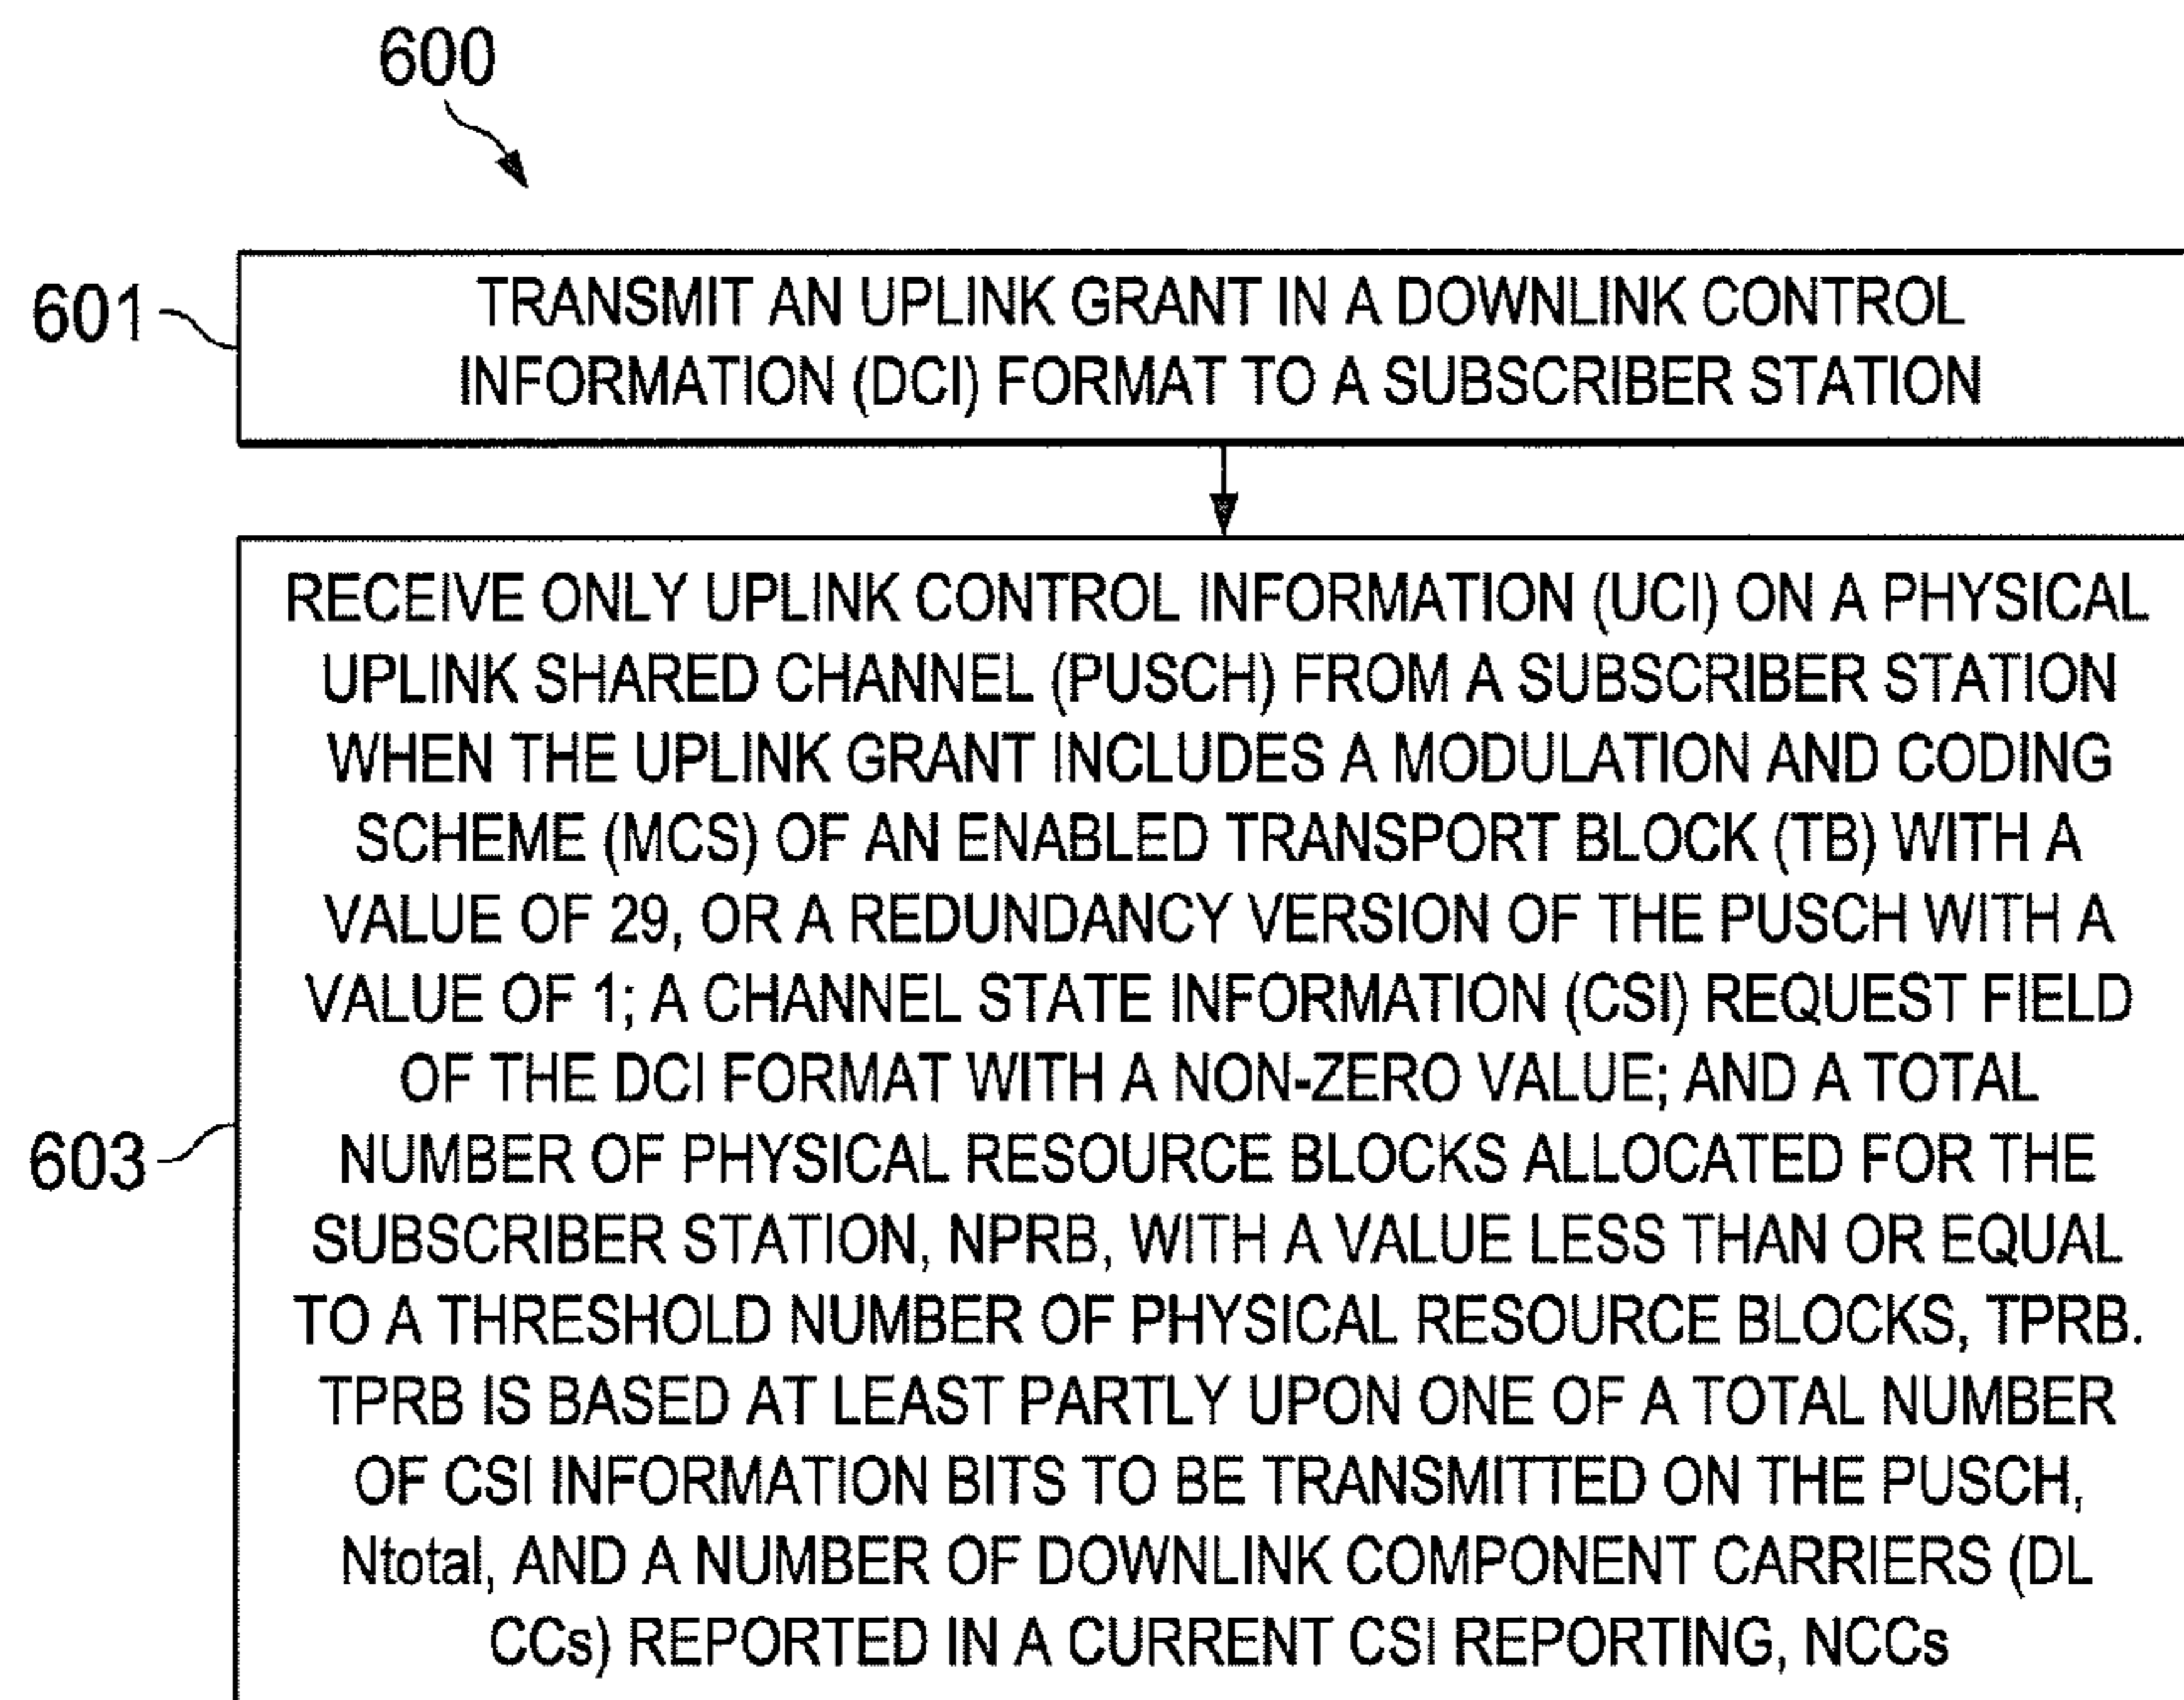 600
601
TRANSMIT AN UPLINK GRANT IN A DOWNLINK CONTROL
INFORMATION (DCI) FORMAT TO A SUBSCRIBER STATION
603
RECEIVE ONLY UPLINK CONTROL INFORMATION (UCI) ON A PHYSICAL
UPLINK SHARED CHANNEL (PUSCH) FROM A SUBSCRIBER STATION
WHEN THE UPLINK GRANT INCLUDES A MODULATION AND CODING
SCHEME (MCS) OF AN ENABLED TRANSPORT BLOCK (TB) WITH A
VALUE OF 29, OR A REDUNDANCY VERSION OF THE PUSCH WITH A
VALUE OF 1; A CHANNEL STATE INFORMATION (CSI) REQUEST FIELD
OF THE DCI FORMAT WITH A NON-ZERO VALUE; AND A TOTAL
NUMBER OF PHYSICAL RESOURCE BLOCKS ALLOCATED FOR THE
SUBSCRIBER STATION, NPRB, WITH A VALUE LESS THAN OR EQUAL
TO A THRESHOLD NUMBER OF PHYSICAL RESOURCE BLOCKS, TPRB.
TPRB IS BASED AT LEAST PARTLY UPON ONE OF A TOTAL NUMBER
OF CSI INFORMATION BITS TO BE TRANSMITTED ON THE PUSCH,
Ntotal, AND A NUMBER OF DOWNLINK COMPONENT CARRIERS (DL
CCs) REPORTED IN A CURRENT CSI REPORTING, NCCs